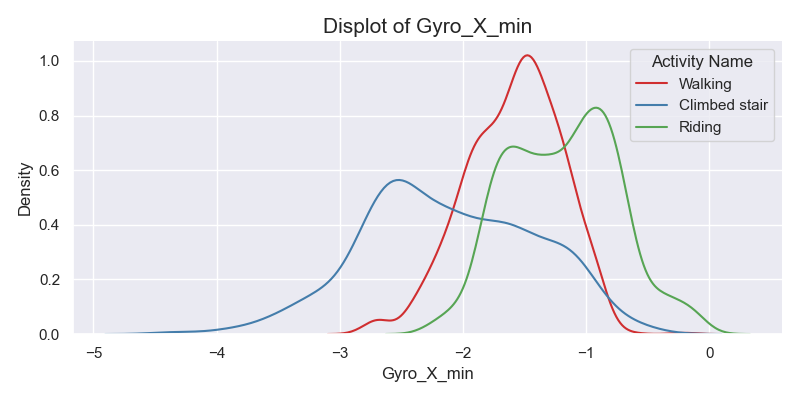 Displot of Gyro_X_min
Activity Name
Walking
Climbed stair
Riding
Density
1.0
0.8
0.6
0.4
0.2
0.0
−5
−4
−3
−2
−1
0
Gyro_X_min